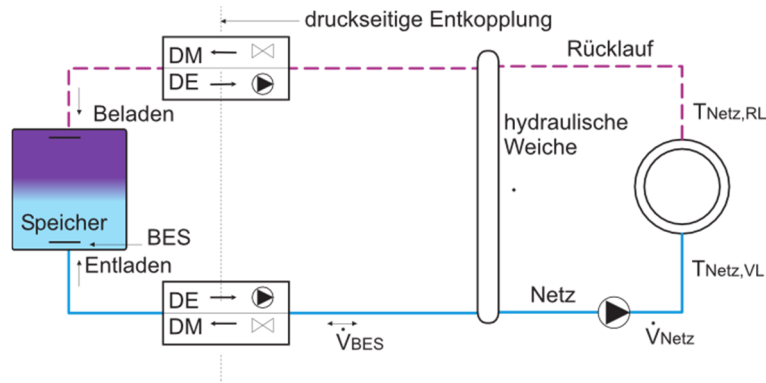 druckseitige Entkopplung
DM
DE
Rücklauf
Beladen
TNetz,RL
hydraulische
Weiche
Speicher
BES
Entladen
TNetz,VL
DE
DM
Netz
V̇BES
V̇Netz